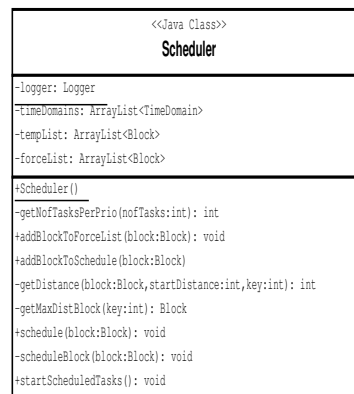 <<Java Class>>
Scheduler
-logger: Logger
-timeDomains: ArrayList<TimeDomain>
-tempList: ArrayList<Block>
-forceList: ArrayList<Block>
+Scheduler()
-getNofTasksPerPrio(nofTasks:int): int
+addBlockToForceList(block:Block): void
+addBlockToSchedule(block:Block)
-getDistance(block:Block,startDistance:int,key:int): int
-getMaxDistBlock(key:int): Block
+schedule(block:Block): void
-scheduleBlock(block:Block): void
+startScheduledTasks(): void